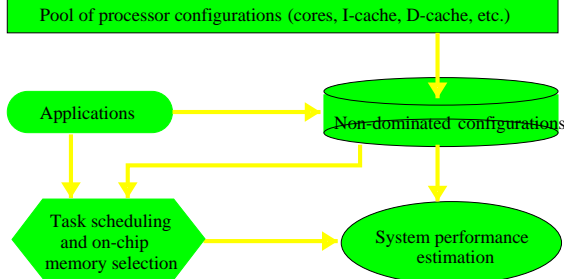 Pool of processor configurations (cores, I-cache, D-cache, etc.)
Applications
Non-dominated configurations
Task scheduling
and on-chip
memory selection
System performance
estimation